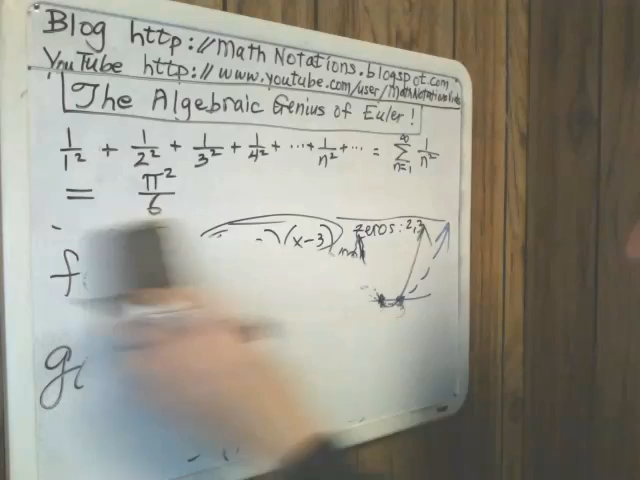 Blog http://MathNotations.blogspot.com
YouTube http://www.youtube.com/user/MathNotationsVids
The Algebraic Genius of Euler!
1/1² + 1/2² + 1/3² + 1/4² + ... + 1/n² + ... = ∑ n=1 ∞ 1/n²
= π²/6
)(x-3) zeros: 2,3
f
g(